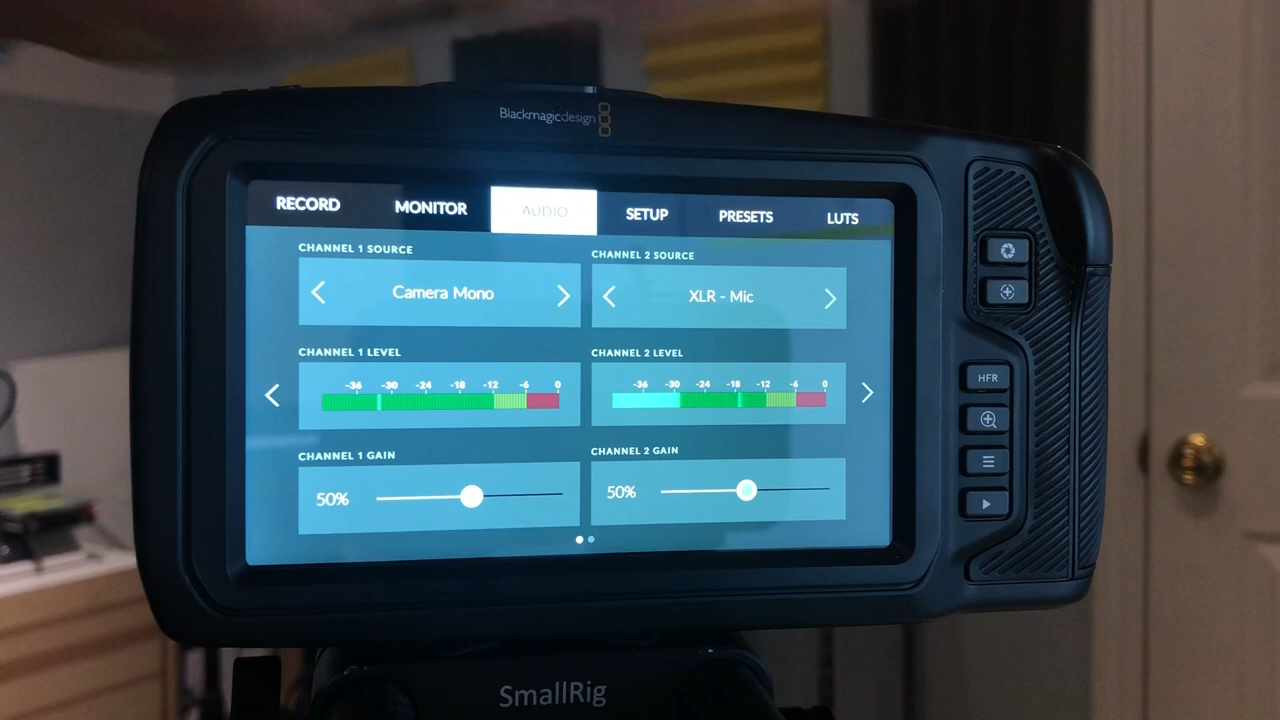 Blackmagicdesign
RECORD MONITOR AUDIO SETUP PRESETS LUTS
CHANNEL 1 SOURCE CHANNEL 2 SOURCE
Camera Mono XLR - Mic
CHANNEL 1 LEVEL CHANNEL 2 LEVEL
-36 -30 -24 -18 -12 -6 0 -36 -30 -24 -18 -12 -6 0
HFR
CHANNEL 1 GAIN CHANNEL 2 GAIN
50% 50%
SmallRig